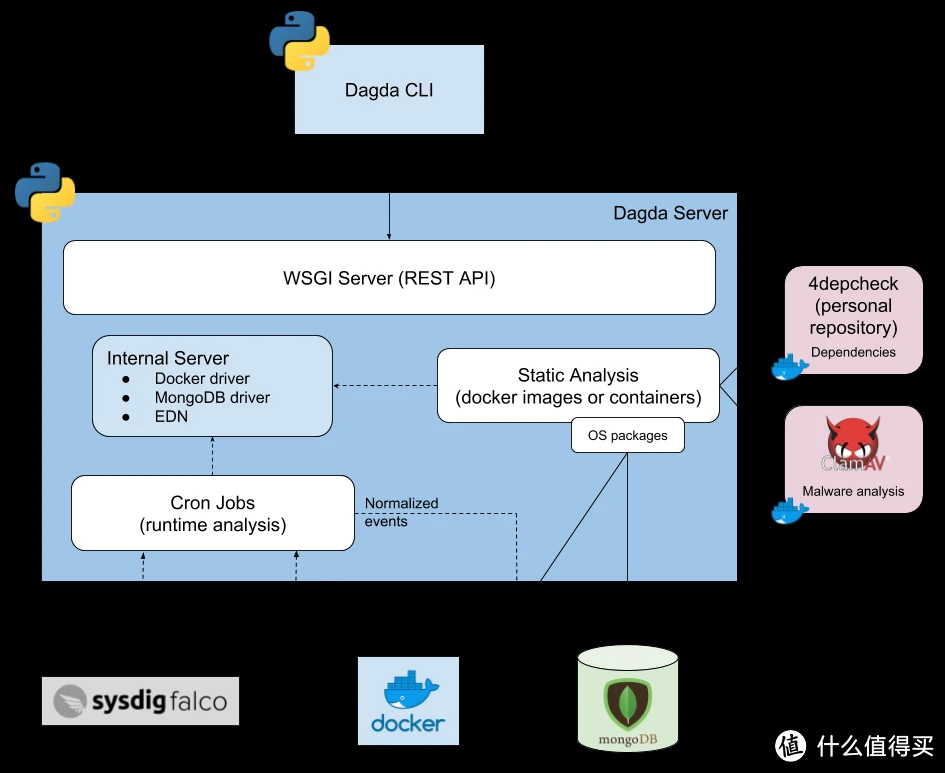 Dagda CLI
Dagda Server
WSGI Server (REST API)
4depcheck
(personal
repository)
Dependencies
Internal Server
● Docker driver
● MongoDB driver
● EDN
Static Analysis
(docker images or containers)
OS packages
ClamAV
Malware analysis
Cron Jobs
(runtime analysis)
Normalized
events
sysdig falco
docker
mongoDB
值 什么值得买